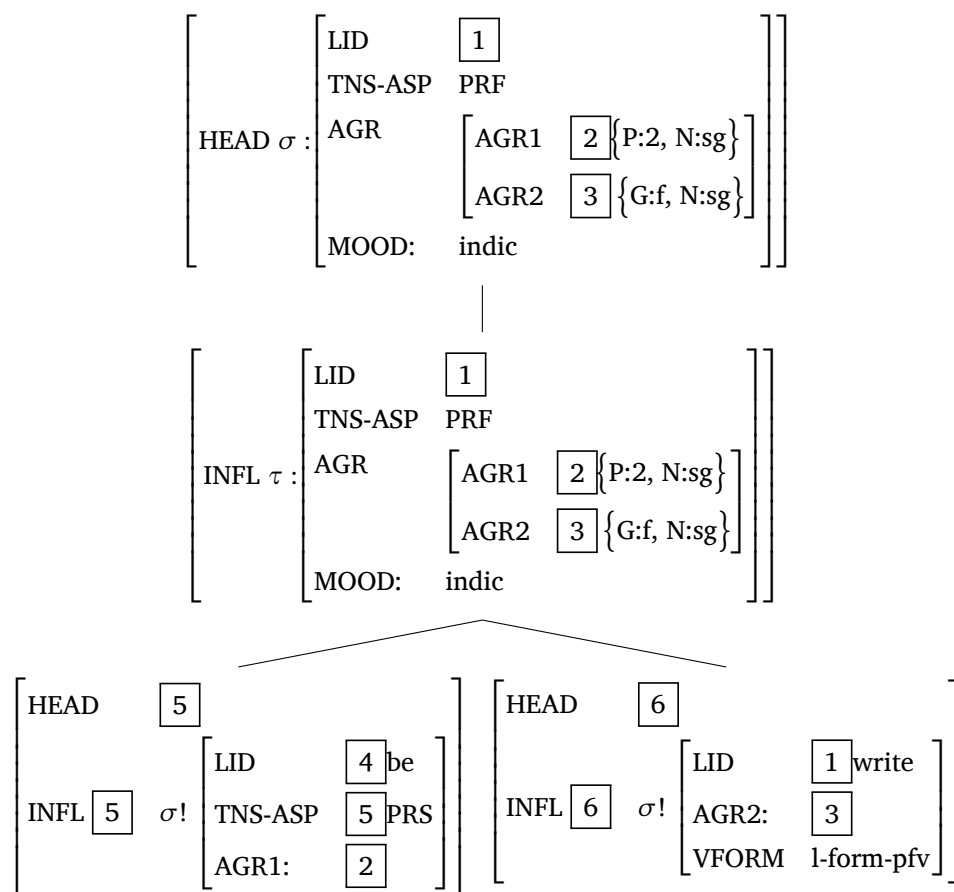 LID 1
TNS-ASP PRF
HEAD σ : AGR AGR1 2 {P:2, N:sg}
AGR2 3 {G:f, N:sg}
MOOD: indic
LID 1
TNS-ASP PRF
INFL τ : AGR AGR1 2 {P:2, N:sg}
AGR2 3 {G:f, N:sg}
MOOD: indic
HEAD 5
INFL 5 σ! LID 4 be
TNS-ASP 5 PRS
AGR1: 2
HEAD 6
INFL 6 σ! LID 1 write
AGR2: 3
VFORM l-form-pfv